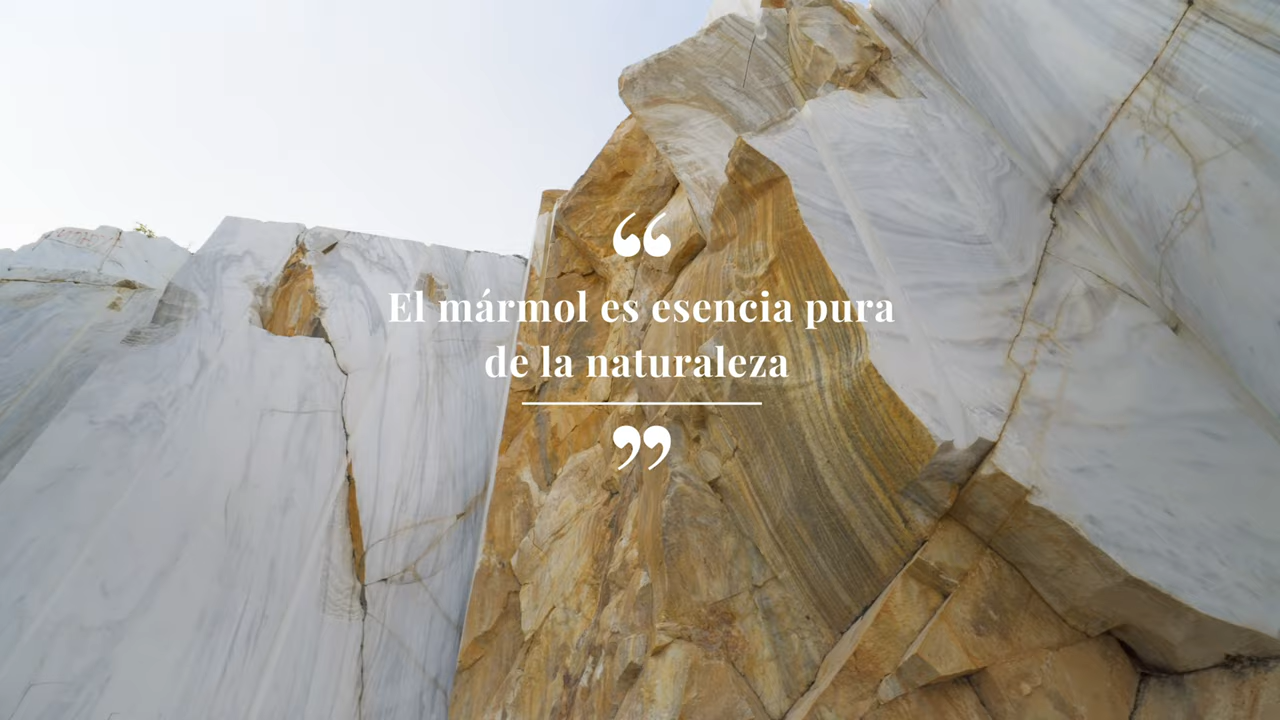 “
El mármol es esencia pura
de la naturaleza
”